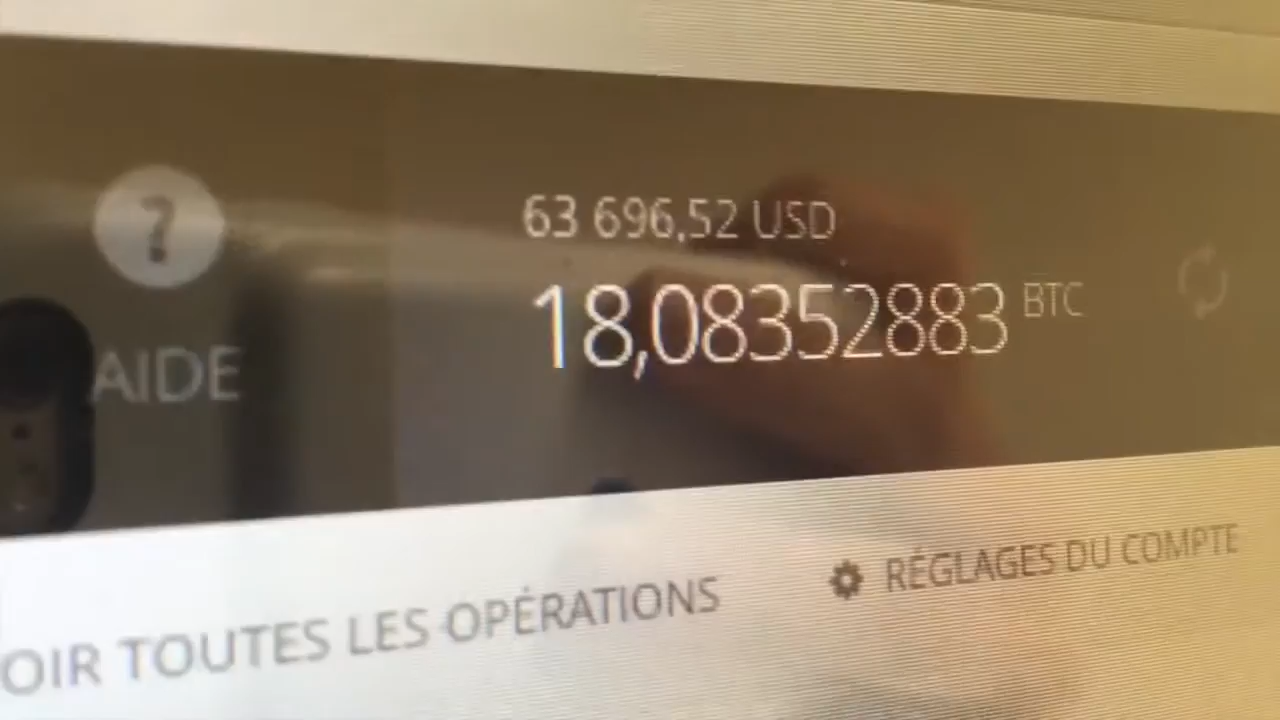 ?
AIDE
63 696,52 USD
18,08352883 BTC
OIR TOUTES LES OPÉRATIONS
RÉGLAGES DU COMPTE